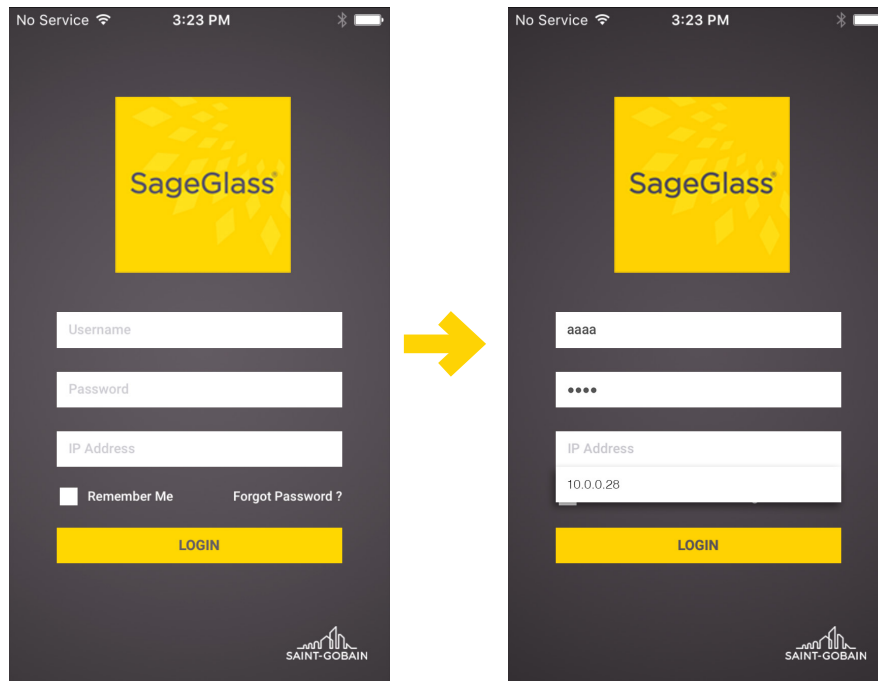 No Service 3:23 PM
SageGlass®
Username
Password
IP Address
Remember Me Forgot Password ?
LOGIN
SAINT-GOBAIN
No Service 3:23 PM
SageGlass®
aaaa
••••
IP Address
10.0.0.28
LOGIN
SAINT-GOBAIN